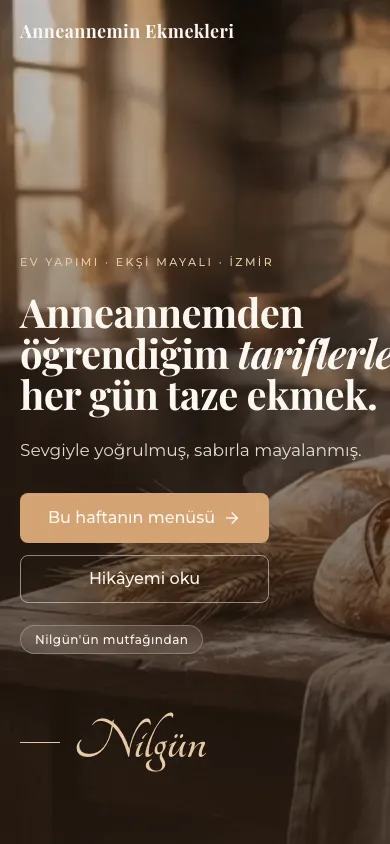 Anneannemin Ekmekleri
EV YAPIMI · EKŞİ MAYALI · İZMİR
Anneannemden
öğrendiğim tariflerle
her gün taze ekmek.
Sevgiyle yoğrulmuş, sabırla mayalanmış.
Bu haftanın menüsü →
Hikâyemi oku
Nilgün'ün mutfağından
Nilgün